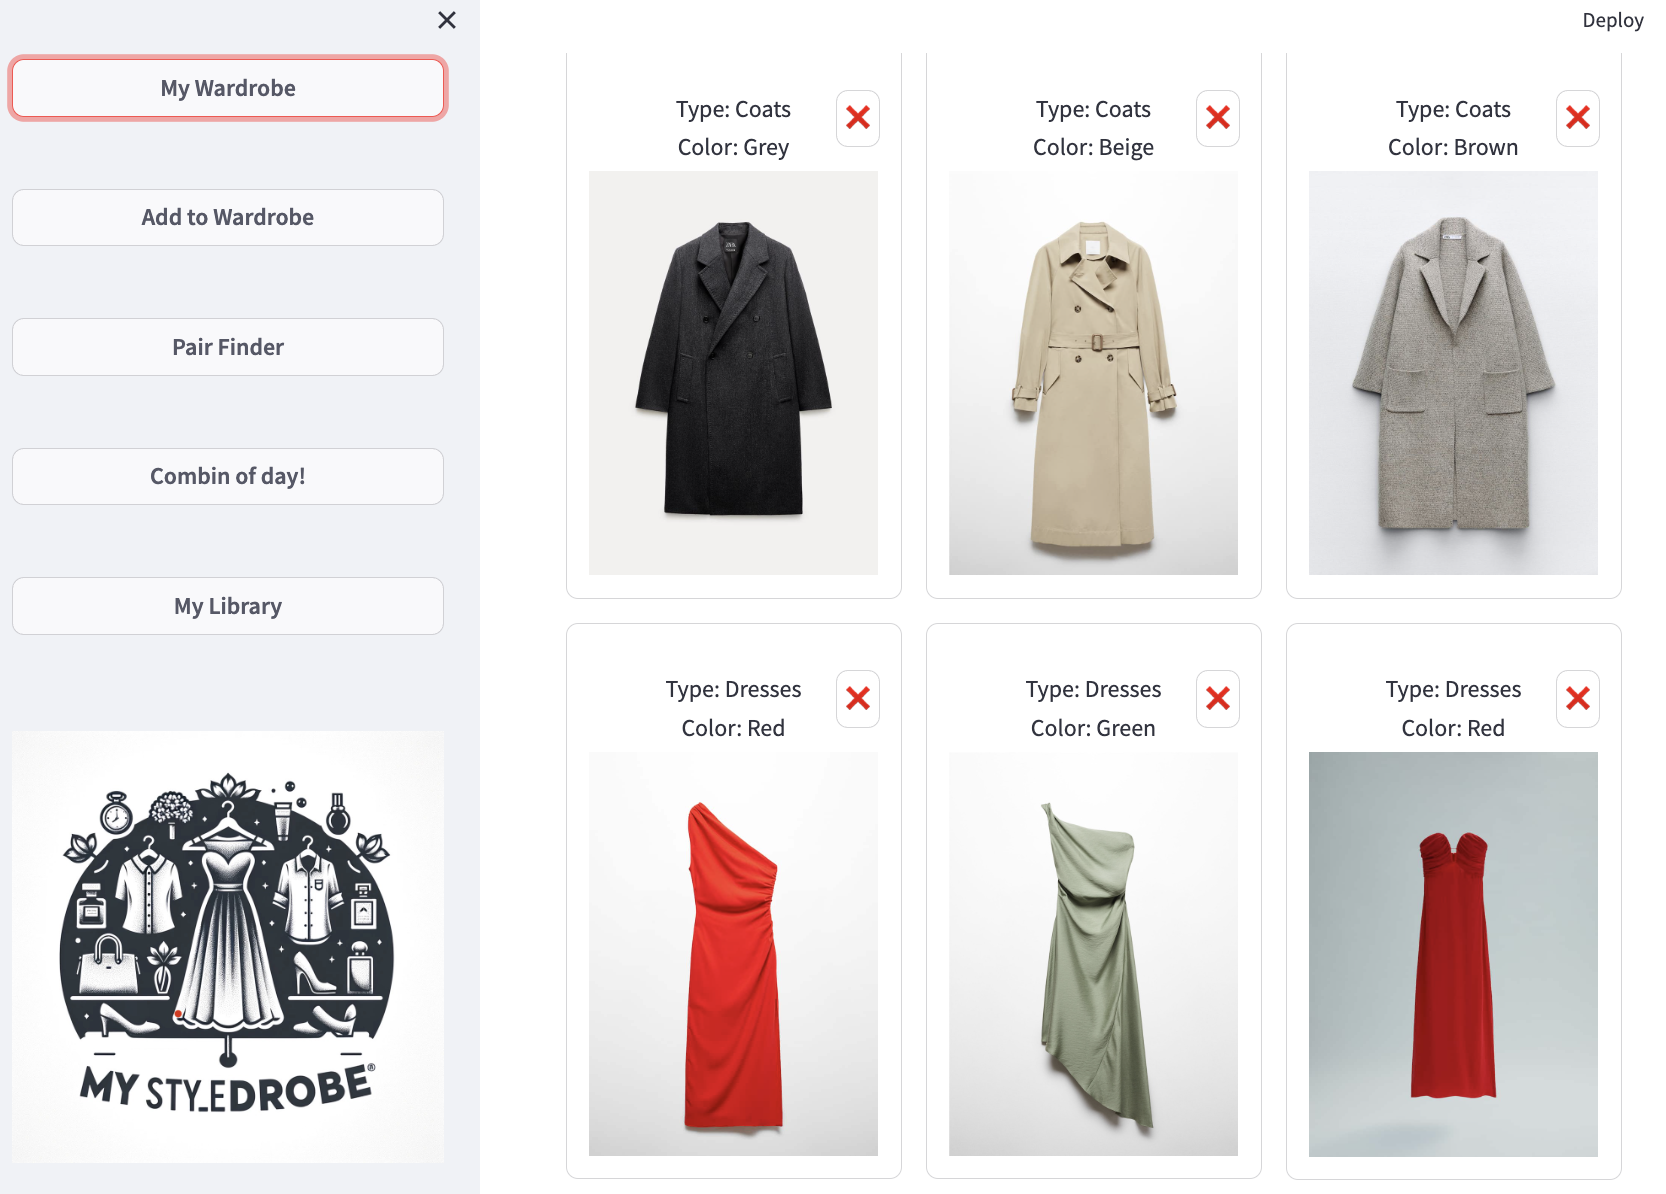 Deploy
My Wardrobe
Add to Wardrobe
Pair Finder
Combin of day!
My Library
MY STYLEDROBE®
Type: Coats
Color: Grey
Type: Coats
Color: Beige
Type: Coats
Color: Brown
Type: Dresses
Color: Red
Type: Dresses
Color: Green
Type: Dresses
Color: Red